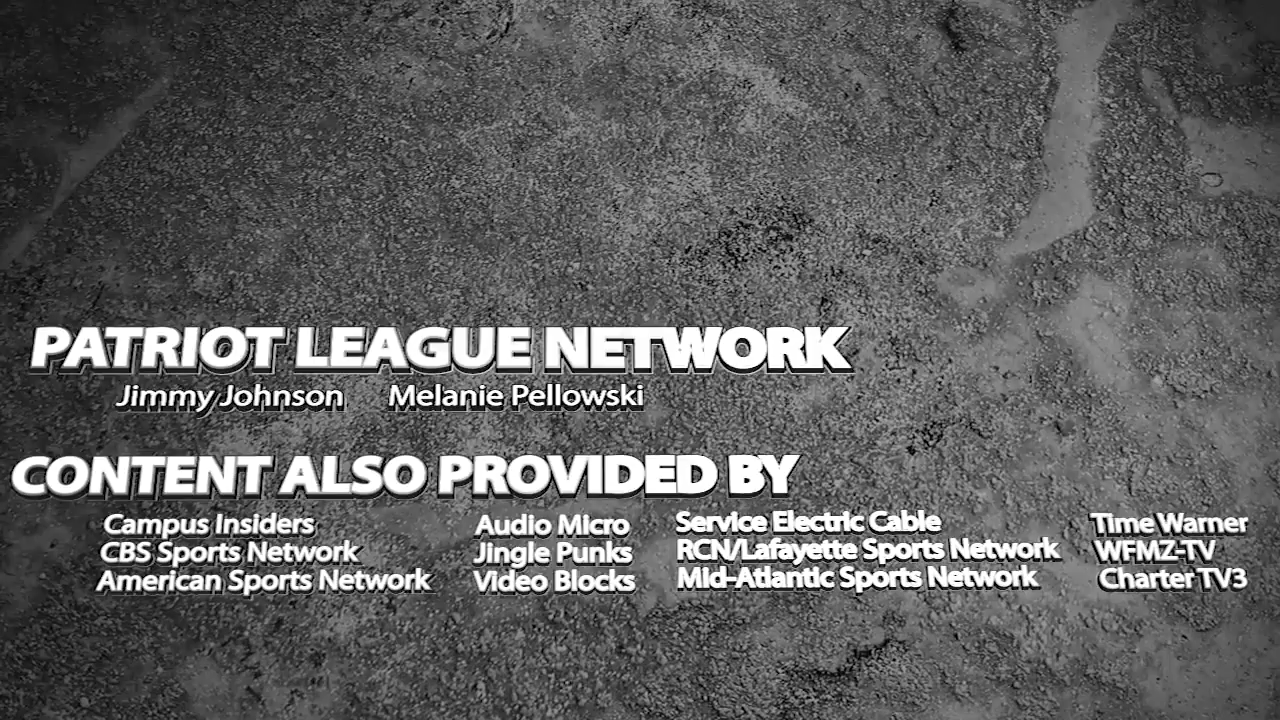 PATRIOT LEAGUE NETWORK
Jimmy Johnson Melanie Pellowski
CONTENT ALSO PROVIDED BY
Campus Insiders Audio Micro Service Electric Cable Time Warner
CBS Sports Network Jingle Punks RCN/Lafayette Sports Network WFMZ-TV
American Sports Network Video Blocks Mid-Atlantic Sports Network Charter TV3